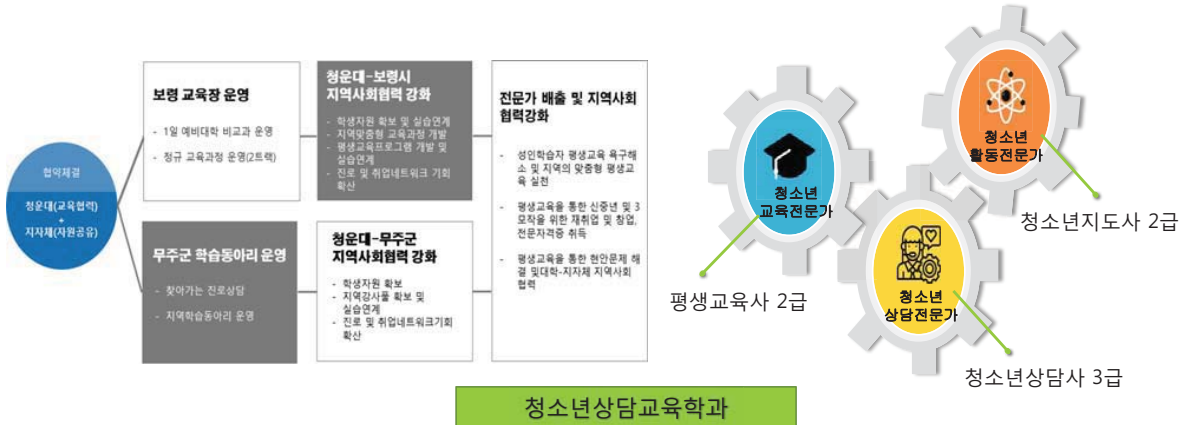 협약체결
청운대(교육협력)
+
지자체(자원공유)
보령 교육장 운영
- 1일 예비대학 비교과 운영
- 정규 교육과정 운영(2트랙)
청운대-보령시
지역사회협력 강화
- 학생자원 확보 및 실습연계
- 지역맞춤형 교육과정 개발
- 평생교육프로그램 개발 및
실습연계
- 진로 및 취업네트워크 기회
확산
무주군 학습동아리 운영
- 찾아가는 진로상담
- 지역학습동아리 운영
청운대-무주군
지역사회협력 강화
- 학생자원 확보
- 지역강사풀 확보 및
실습연계
- 진로 및 취업네트워크기회
확산
전문가 배출 및 지역사회
협력강화
- 성인학습자 평생교육 욕구해
소 및 지역의 맞춤형 평생교
육 실천
- 평생교육을 통한 신중년 및 3
모작을 위한 재취업 및 창업,
전문자격증 취득
- 평생교육을 통한 현안문제 해
결 및대학-지자체 지역사회
협력
청소년
교육전문가
평생교육사 2급
청소년
활동전문가
청소년지도사 2급
청소년
상담전문가
청소년상담사 3급
청소년상담교육학과